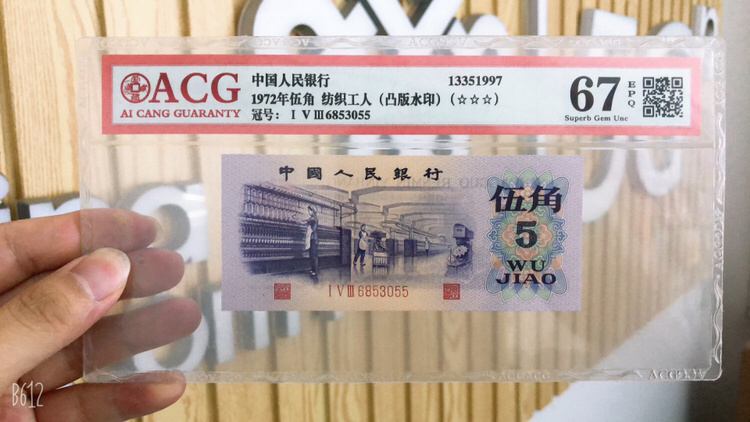 ACG
AI CANG GUARANTY
中国人民银行 13351997
1972年伍角 纺织工人（凸版水印）(☆☆☆)
冠号: ⅠⅤⅢ6853055
67 EPQ
Superb Gem Unc
中國人民銀行
伍角
5
WU
JIAO
ⅠⅤⅢ6853055
B612